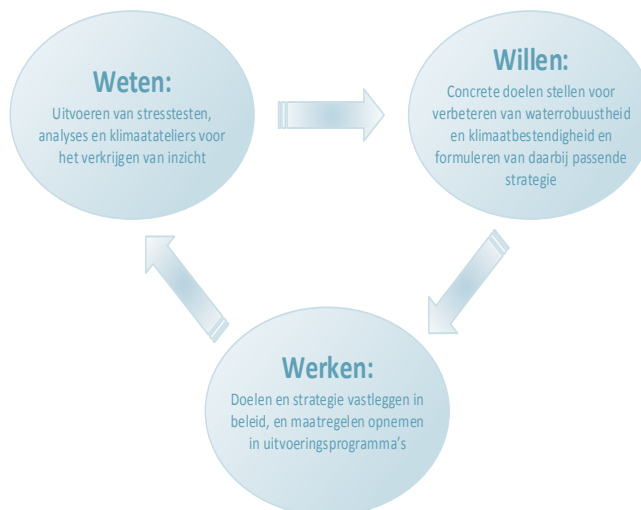 Weten:
Uitvoeren van stresstesten,
analyses en klimaatateliers voor
het verkrijgen van inzicht
Willen:
Concrete doelen stellen voor
verbeteren van waterrobuustheid
en klimaatbestendigheid en
formuleren van daarbij passende
strategie
Werken:
Doelen en strategie vastleggen in
beleid, en maatregelen opnemen
in uitvoeringsprogramma’s